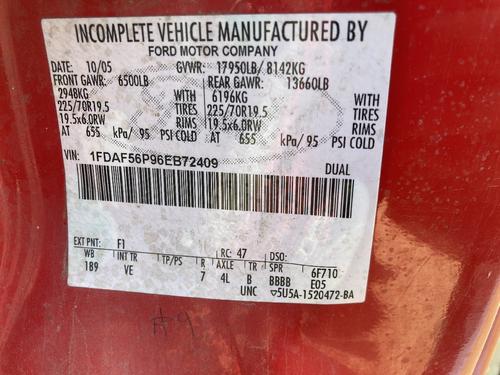 INCOMPLETE VEHICLE MANUFACTURED BY
FORD MOTOR COMPANY
DATE: 10/05 GVWR: 17950LB/ 8142KG
FRONT GAWR: 6500LB REAR GAWR: 13660LB
2948KG WITH 6196KG WITH
225/70R19.5 TIRES 225/70R19.5 TIRES
19.5x6.0RW RIMS 19.5x6.0RW RIMS
AT 655 kPa/ 95 PSI COLD AT 655 kPa/ 95 PSI COLD
VIN: 1FDAF56P96EB72409 DUAL
EXT PNT: F1 RC: 47 DSO:
WB INT TR TP/PS R AXLE TR SPR 6F710
189 VE 7 4L B BBBB E05
UNC ▽5U5A-1520472-BA
#9